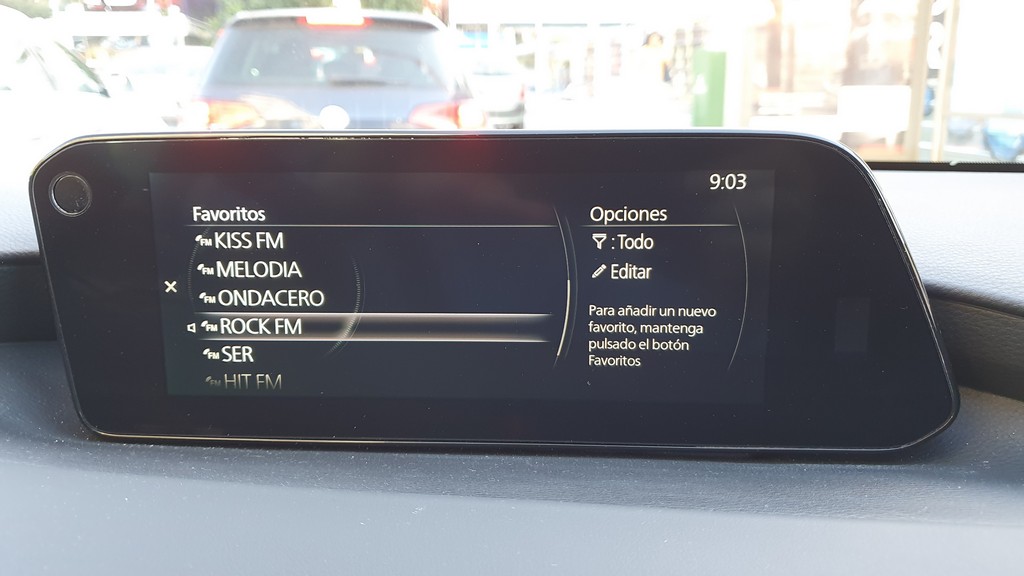 9:03
Favoritos
FM KISS FM
FM MELODIA
FM ONDACERO
FM ROCK FM
FM SER
FM HIT FM
Opciones
: Todo
Editar
Para añadir un nuevo
favorito, mantenga
pulsado el botón
Favoritos